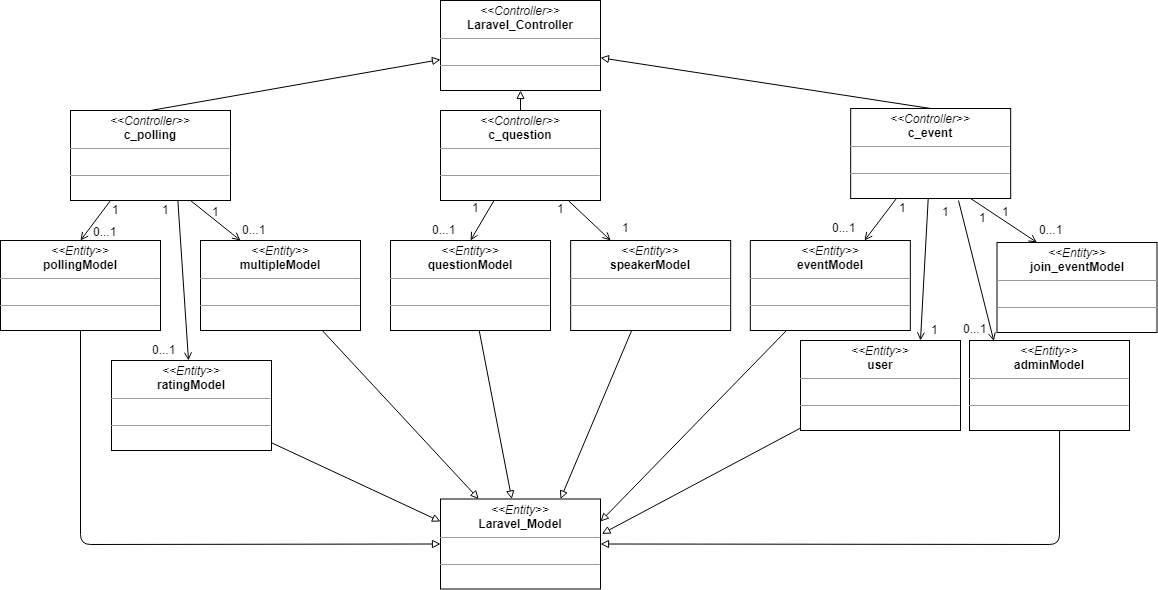 <<Controller>>
Laravel_Controller
<<Controller>>
c_polling
<<Controller>>
c_question
<<Controller>>
c_event
1
1
1
1
1
1
1
1
1
0...1
0...1
0...1
1
0...1
0...1
<<Entity>>
pollingModel
<<Entity>>
multipleModel
<<Entity>>
questionModel
<<Entity>>
speakerModel
<<Entity>>
eventModel
<<Entity>>
join_eventModel
0...1
1
0...1
<<Entity>>
ratingModel
<<Entity>>
user
<<Entity>>
adminModel
<<Entity>>
Laravel_Model